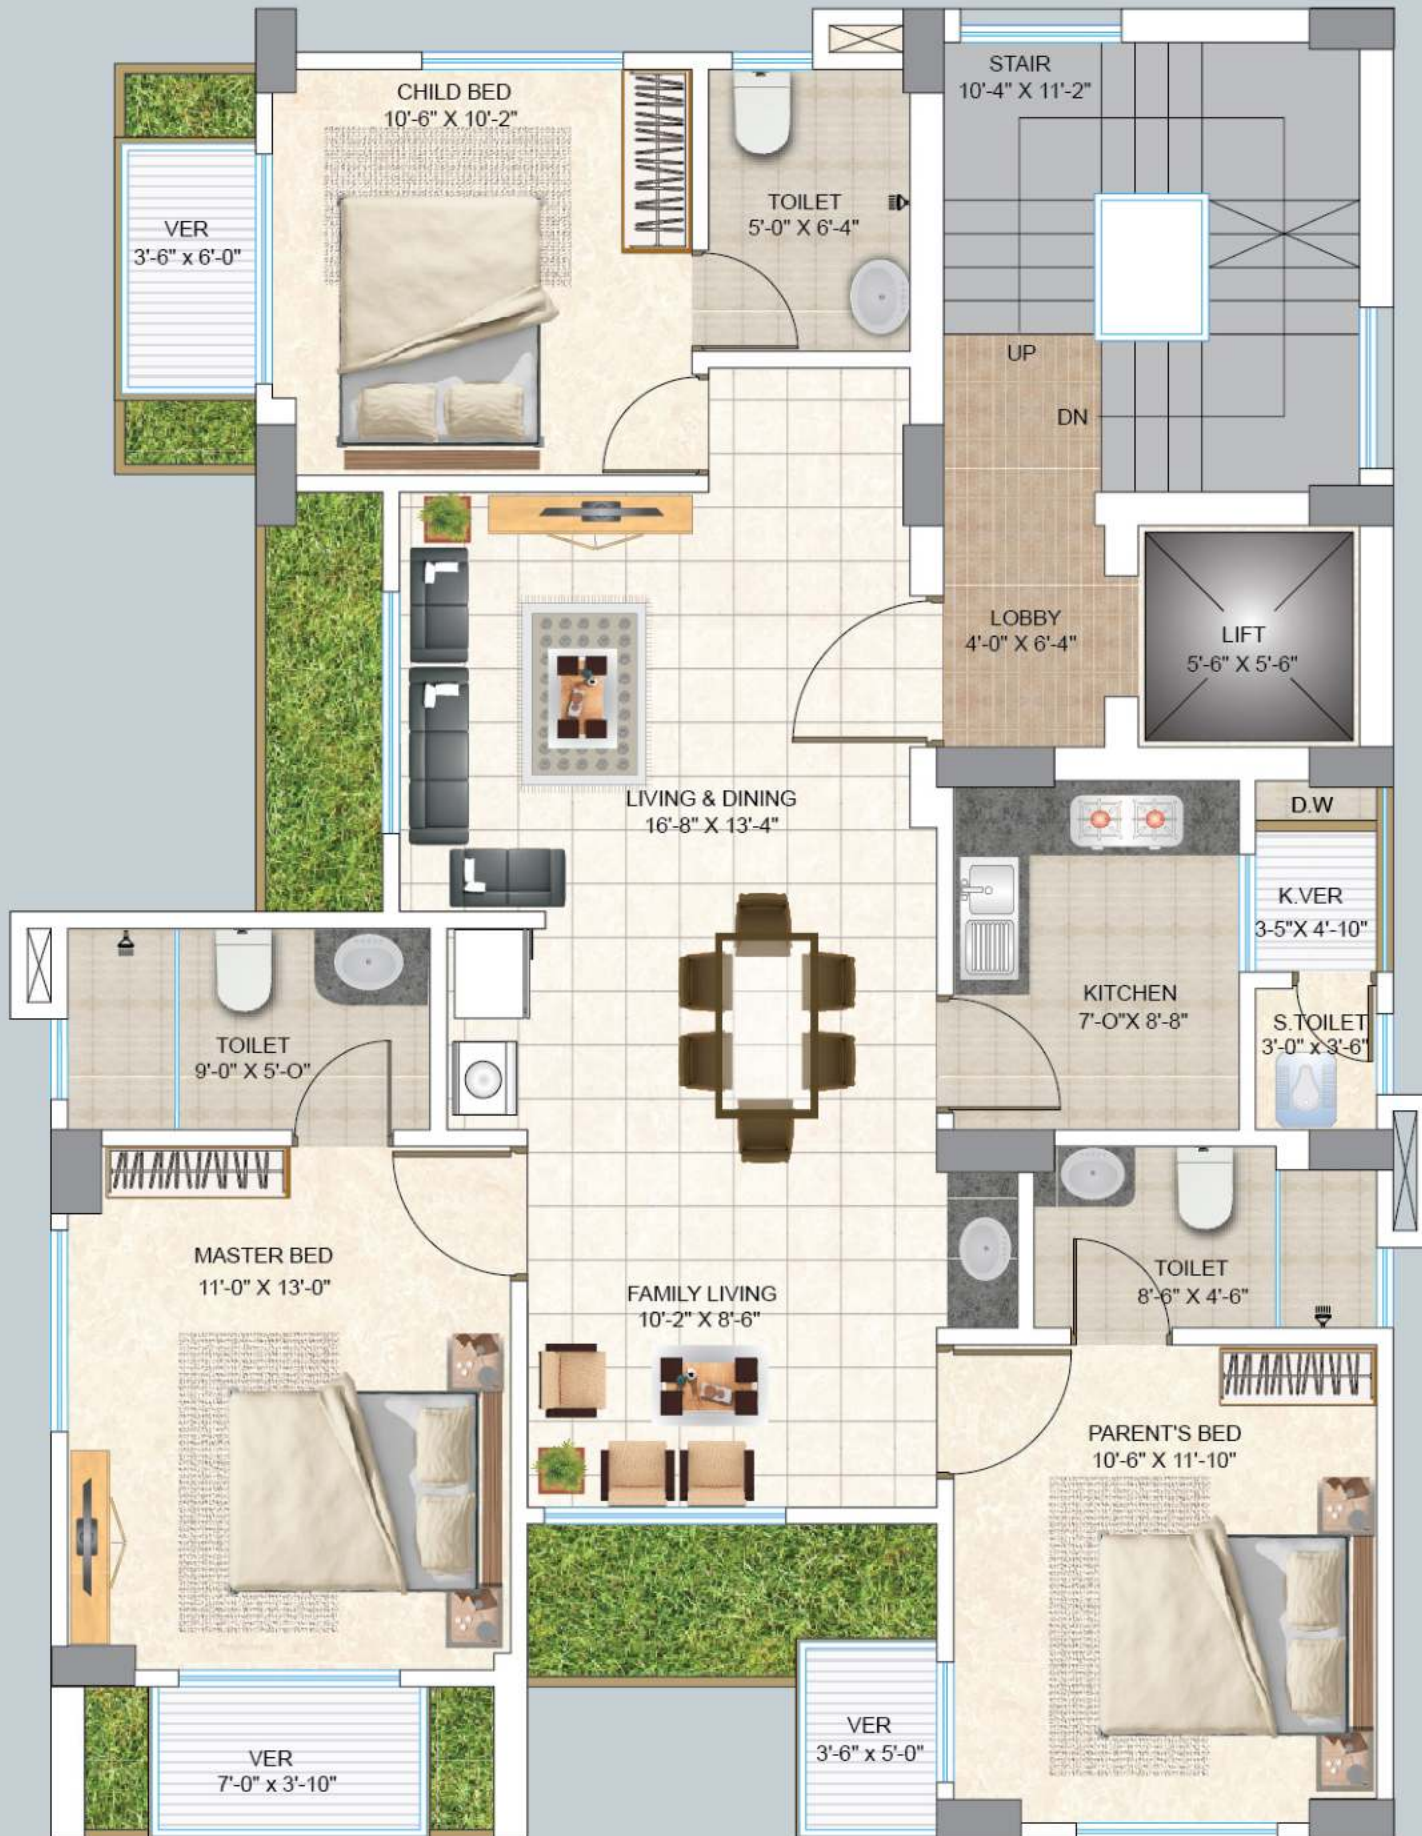 STAIR
10'-4" X 11'-2"
CHILD BED
10'-6" X 10'-2"
TOILET
5'-0" X 6'-4"
VER
3'-6" x 6'-0"
UP
DN
LOBBY
4'-0" X 6'-4"
LIFT
5'-6" X 5'-6"
LIVING & DINING
16'-8" X 13'-4"
D.W
K.VER
3-5"X 4'-10"
KITCHEN
7'-O"X 8'-8"
S.TOILET
3'-0" x 3'-6"
TOILET
9'-0" X 5'-O"
MASTER BED
11'-0" X 13'-0"
TOILET
8'-6" X 4'-6"
FAMILY LIVING
10'-2" X 8'-6"
PARENT'S BED
10'-6" X 11'-10"
VER
3'-6" x 5'-0"
VER
7'-0" x 3'-10"